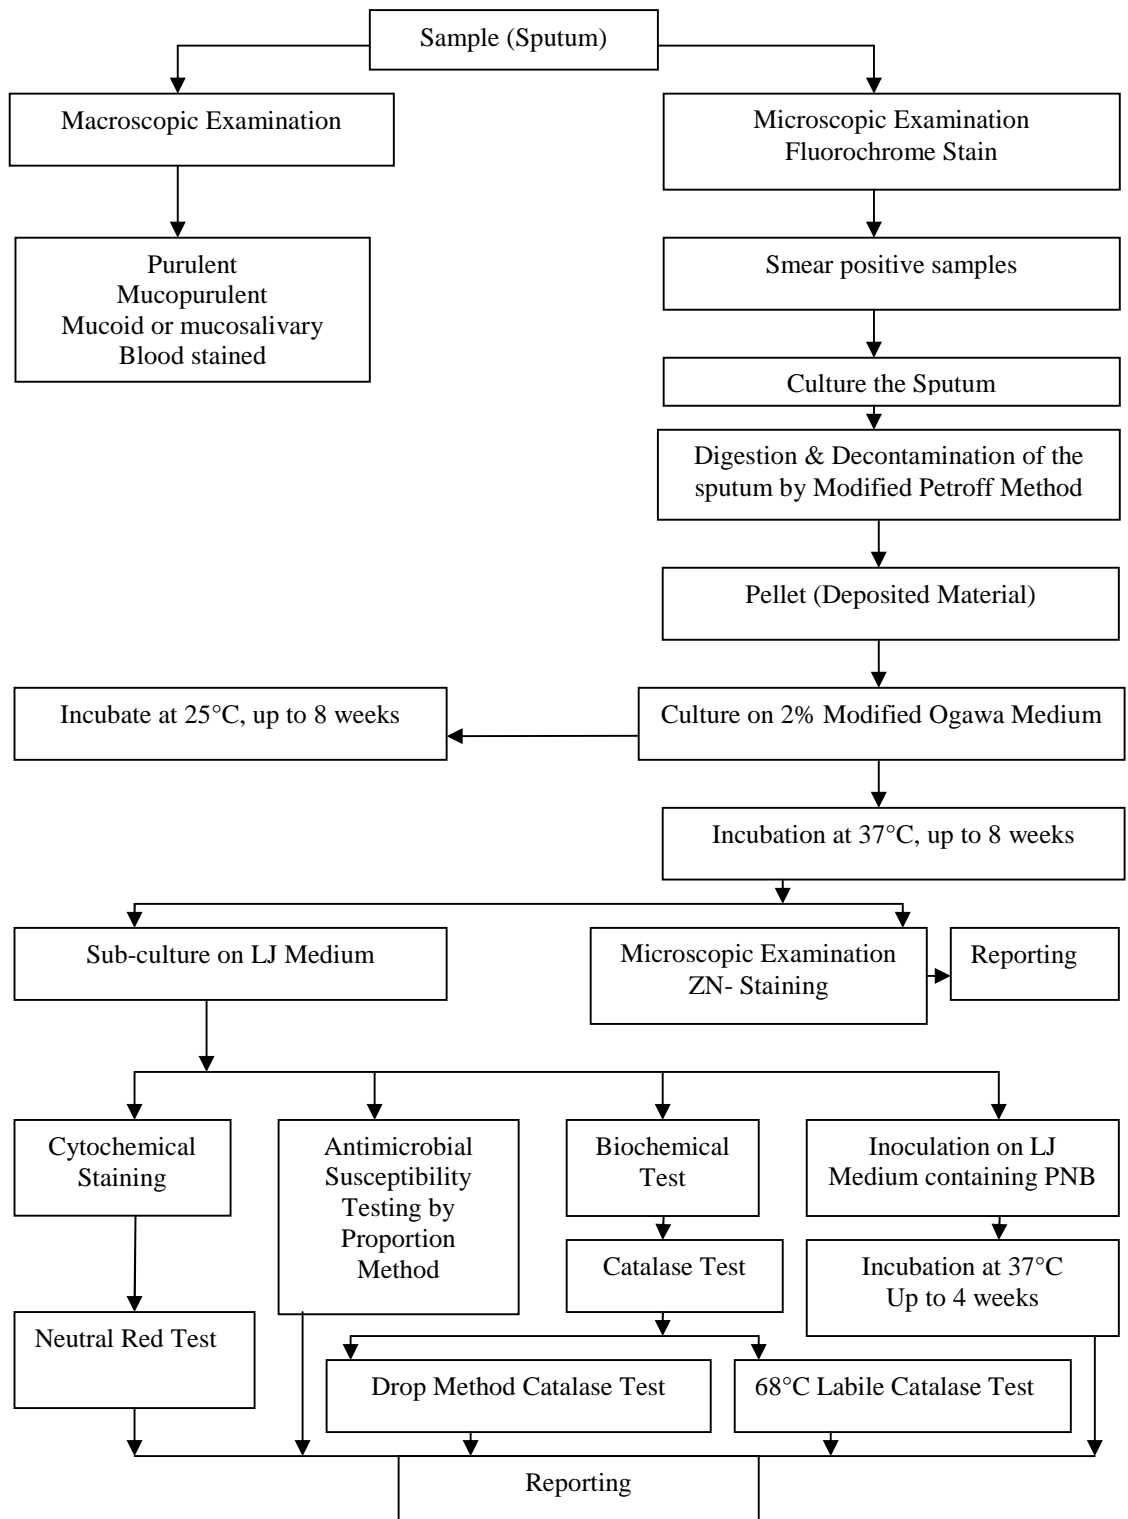 Sample (Sputum)
Macroscopic Examination
Microscopic Examination
Fluorochrome Stain
Purulent
Mucopurulent
Mucoid or mucosalivary
Blood stained
Smear positive samples
Culture the Sputum
Digestion & Decontamination of the
sputum by Modified Petroff Method
Pellet (Deposited Material)
Incubate at 25°C, up to 8 weeks
Culture on 2% Modified Ogawa Medium
Incubation at 37°C, up to 8 weeks
Sub-culture on LJ Medium
Microscopic Examination
ZN- Staining
Reporting
Cytochemical
Staining
Antimicrobial
Susceptibility
Testing by
Proportion
Method
Biochemical
Test
Inoculation on LJ
Medium containing PNB
Catalase Test
Incubation at 37°C
Up to 4 weeks
Neutral Red Test
Drop Method Catalase Test
68°C Labile Catalase Test
Reporting